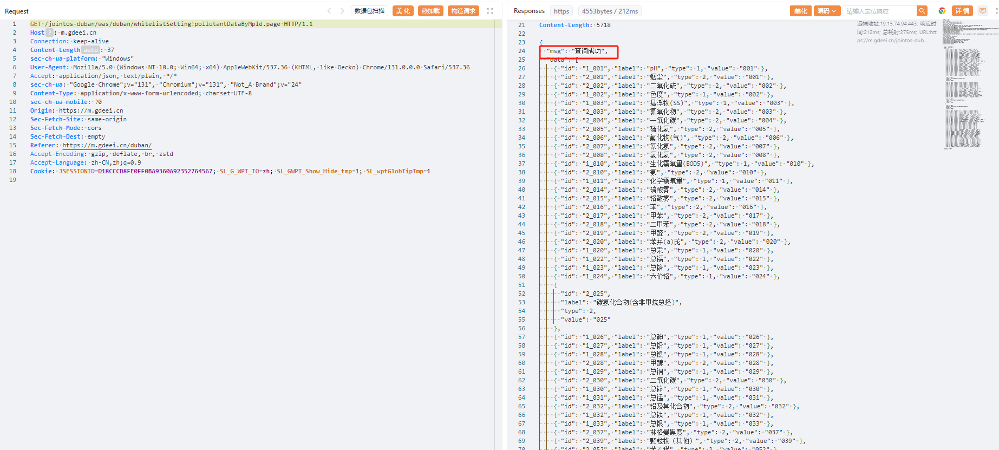 Request
数据包扫描
美化
热加载
构造请求
1 GET /jointos-duban/was/duban/whitelistSetting!pollutantDataByMpId.page HTTP/1.1
2 Host ? : m.gdeei.cn
3 Connection: keep-alive
4 Content-Length auto : 37
5 sec-ch-ua-platform: "Windows"
6 User-Agent: Mozilla/5.0 (Windows NT 10.0; Win64; x64) AppleWebKit/537.36 (KHTML, like Gecko) Chrome/131.0.0.0 Safari/537.36
7 Accept: application/json, text/plain, */*
8 sec-ch-ua: "Google Chrome";v="131", "Chromium";v="131", "Not_A Brand";v="24"
9 Content-Type: application/x-www-form-urlencoded; charset=UTF-8
10 sec-ch-ua-mobile: ?0
11 Origin: https://m.gdeei.cn
12 Sec-Fetch-Site: same-origin
13 Sec-Fetch-Mode: cors
14 Sec-Fetch-Dest: empty
15 Referer: https://m.gdeei.cn/duban/
16 Accept-Encoding: gzip, deflate, br, zstd
17 Accept-Language: zh-CN,zh;q=0.9
18 Cookie: JSESSIONID=D18CCCD8FE0FF0BA9360A92352764567; SL_G_WPT_TO=zh; SL_GWPT_Show_Hide_tmp=1; SL_wptGlobTipTmp=1
19
Responses
https
4553bytes / 212ms
美化
编码
请输入定位响应
详情
远端地址:19.15.74.94:443; 响应时
间:212ms; 总耗时:275ms; URL:htt
ps://m.gdeei.cn/jointos-dub...
21 Content-Length: 5718
22
23 {
24 "msg": "查询成功",
25 "data": [
26 { "id": "1_001", "label": "pH", "type": 1, "value": "001" },
27 { "id": "2_001", "label": "烟尘", "type": 2, "value": "001" },
28 { "id": "2_002", "label": "二氧化硫", "type": 2, "value": "002" },
29 { "id": "1_002", "label": "色度", "type": 1, "value": "002" },
30 { "id": "1_003", "label": "悬浮物(SS)", "type": 1, "value": "003" },
31 { "id": "2_003", "label": "氮氧化物", "type": 2, "value": "003" },
32 { "id": "2_004", "label": "一氧化碳", "type": 2, "value": "004" },
33 { "id": "2_005", "label": "硫化氢", "type": 2, "value": "005" },
34 { "id": "2_006", "label": "氟化物(气)", "type": 2, "value": "006" },
35 { "id": "2_007", "label": "氰化氢", "type": 2, "value": "007" },
36 { "id": "2_008", "label": "氯化氢", "type": 2, "value": "008" },
37 { "id": "1_010", "label": "生化需氧量(BOD5)", "type": 1, "value": "010" },
38 { "id": "2_010", "label": "氨", "type": 2, "value": "010" },
39 { "id": "1_011", "label": "化学需氧量", "type": 1, "value": "011" },
40 { "id": "2_014", "label": "硫酸雾", "type": 2, "value": "014" },
41 { "id": "2_015", "label": "铬酸雾", "type": 2, "value": "015" },
42 { "id": "2_016", "label": "苯", "type": 2, "value": "016" },
43 { "id": "2_017", "label": "甲苯", "type": 2, "value": "017" },
44 { "id": "2_018", "label": "二甲苯", "type": 2, "value": "018" },
45 { "id": "2_019", "label": "甲醛", "type": 2, "value": "019" },
46 { "id": "2_020", "label": "苯并(a)芘", "type": 2, "value": "020" },
47 { "id": "1_020", "label": "总汞", "type": 1, "value": "020" },
48 { "id": "1_022", "label": "总镉", "type": 1, "value": "022" },
49 { "id": "1_023", "label": "总铬", "type": 1, "value": "023" },
50 { "id": "1_024", "label": "六价铬", "type": 1, "value": "024" },
51 {
52 "id": "2_025",
53 "label": "碳氢化合物(含非甲烷总烃)",
54 "type": 2,
55 "value": "025"
56 },
57 { "id": "1_026", "label": "总砷", "type": 1, "value": "026" },
58 { "id": "1_027", "label": "总铅", "type": 1, "value": "027" },
59 { "id": "1_028", "label": "总镍", "type": 1, "value": "028" },
60 { "id": "2_028", "label": "甲醇", "type": 2, "value": "028" },
61 { "id": "1_029", "label": "总铜", "type": 1, "value": "029" },
62 { "id": "2_030", "label": "二氧化碳", "type": 2, "value": "030" },
63 { "id": "1_030", "label": "总锌", "type": 1, "value": "030" },
64 { "id": "1_031", "label": "总锰", "type": 1, "value": "031" },
65 { "id": "2_032", "label": "铅及其化合物", "type": 2, "value": "032" },
66 { "id": "1_032", "label": "总铁", "type": 1, "value": "032" },
67 { "id": "1_033", "label": "总银", "type": 1, "value": "033" },
68 { "id": "2_037", "label": "林格曼黑度", "type": 2, "value": "037" },
69 { "id": "2_039", "label": "颗粒物（其他）", "type": 2, "value": "039" },
70 { "id": "2_052", "label": "苯乙烯", "type": 2, "value": "052" },